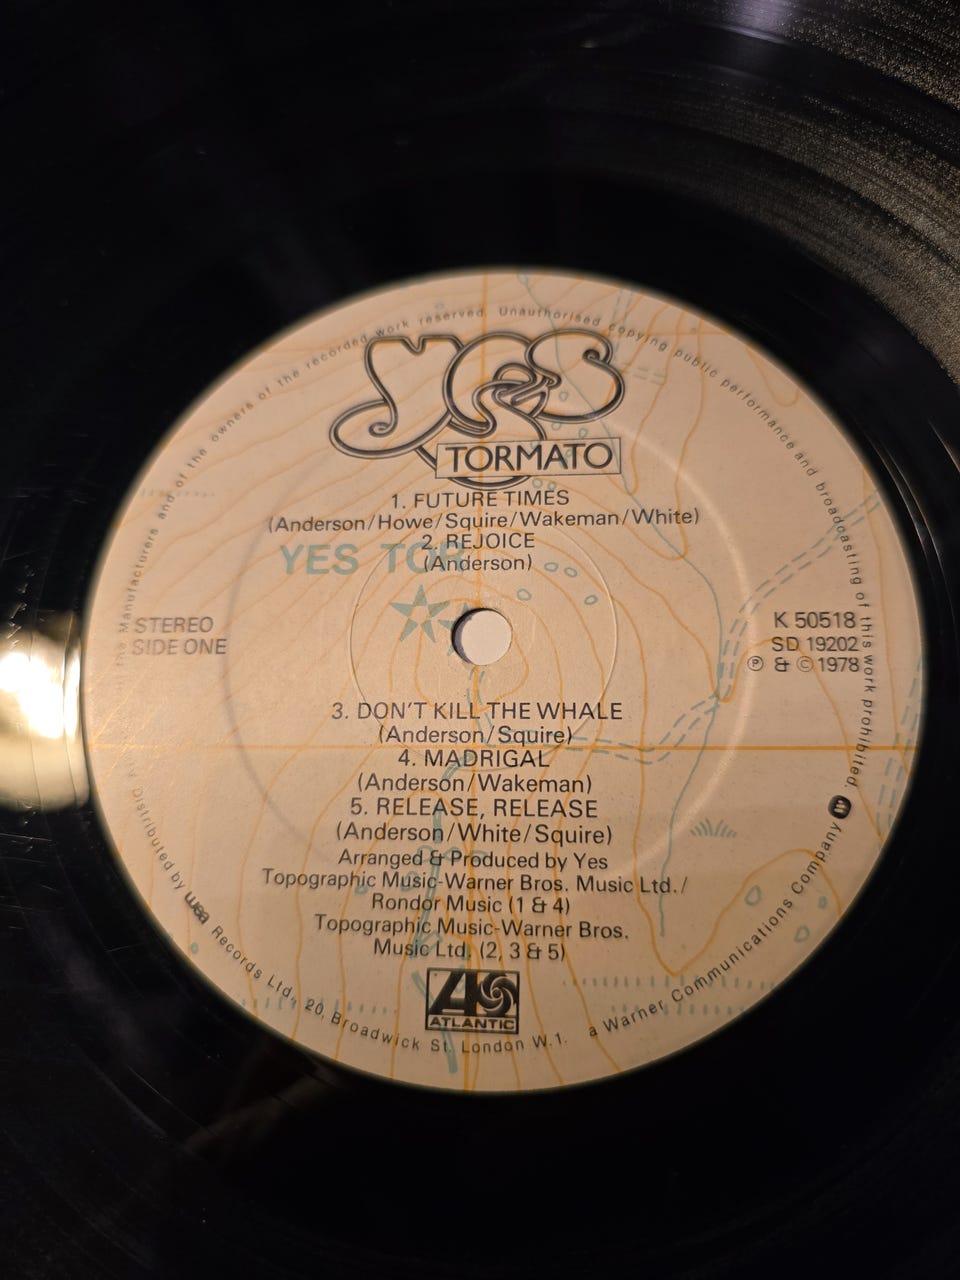 the Manufacturers and of the owners of the recorded work reserved. Unauthorised copying public performance and broadcasting of this work prohibited.
YES
TORMATO
1. FUTURE TIMES
(Anderson/Howe/Squire/Wakeman/White)
2. REJOICE
(Anderson)
YES TOR
STEREO
SIDE ONE
K 50518
SD 19202
Ⓟ & © 1978
3. DON'T KILL THE WHALE
(Anderson/Squire)
4. MADRIGAL
(Anderson/Wakeman)
5. RELEASE, RELEASE
(Anderson/White/Squire)
Arranged & Produced by Yes
Topographic Music-Warner Bros. Music Ltd./
Rondor Music (1 & 4)
Topographic Music-Warner Bros.
Music Ltd. (2, 3 & 5)
ATLANTIC
Distributed by wea Records Ltd., 20, Broadwick St. London W.1. a Warner Communications Company